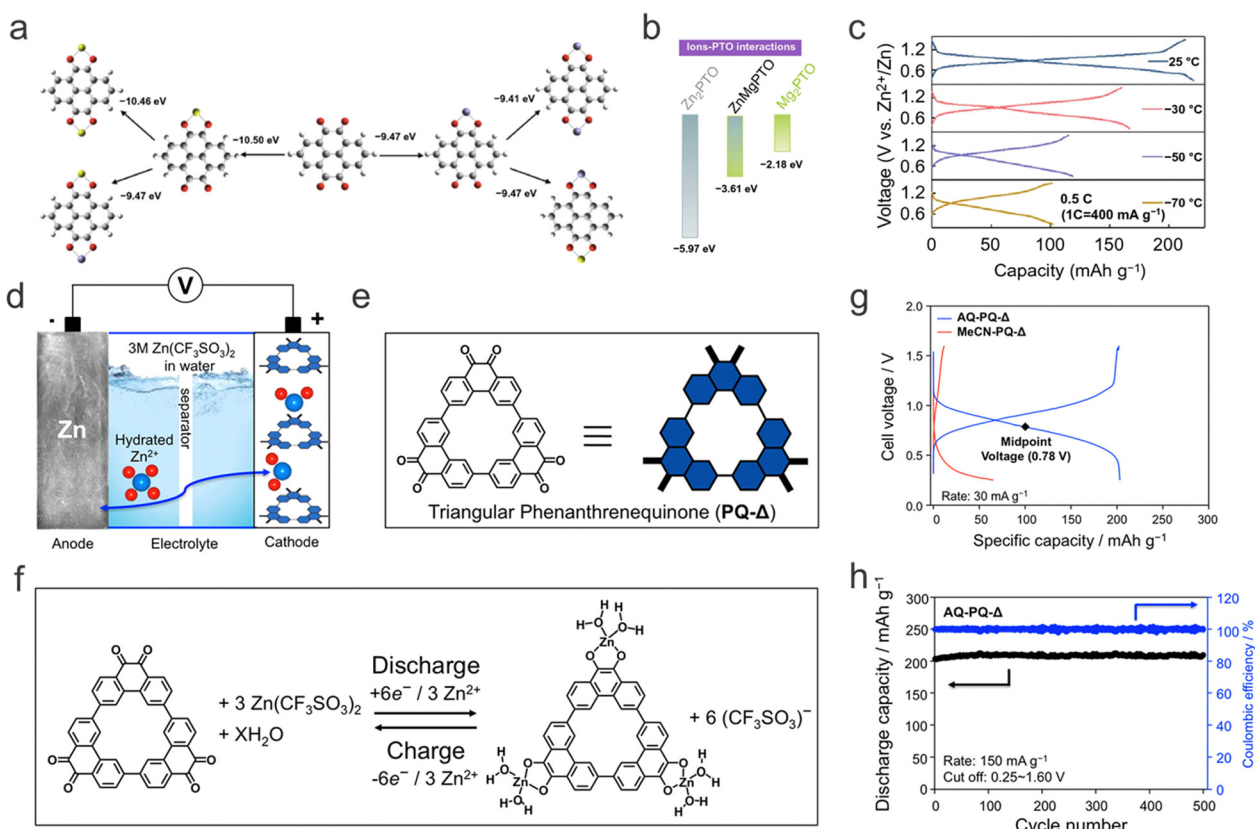 a
−10.46 eV
−10.50 eV
−9.47 eV
−9.47 eV
−9.41 eV
−9.47 eV
b
Ions-PTO interactions
Zn₂PTO
ZnMgPTO
Mg₂PTO
−2.18 eV
−3.61 eV
−5.97 eV
c
Voltage (V vs. Zn²⁺/Zn)
1.2
0.6
25 °C
1.2
0.6
−30 °C
1.2
0.6
−50 °C
1.2
0.6
0.5 C
(1C=400 mA g⁻¹)
−70 °C
0 50 100 150 200
Capacity (mAh g⁻¹)
d
V
- +
3M Zn(CF₃SO₃)₂
in water
separator
Zn
Hydrated
Zn²⁺
Anode Electrolyte Cathode
e
O O
O O
O O
≡
Triangular Phenanthrenequinone (PQ-Δ)
f
O O
O O
O O
+ 3 Zn(CF₃SO₃)₂
+ XH₂O
Discharge
+6e⁻ / 3 Zn²⁺
Charge
-6e⁻ / 3 Zn²⁺
H H
H O O H
Zn
O O
H O O H
Zn Zn
H O O H
+ 6 (CF₃SO₃)⁻
g
AQ-PQ-Δ
MeCN-PQ-Δ
Cell voltage / V
2.0
1.5
1.0
0.5
0.0
Midpoint
Voltage (0.78 V)
Rate: 30 mA g⁻¹
0 50 100 150 200 250 300
Specific capacity / mAh g⁻¹
h
Discharge capacity / mAh g⁻¹
300
250
200
150
100
50
0
AQ-PQ-Δ
Rate: 150 mA g⁻¹
Cut off: 0.25~1.60 V
120
100
80
60
40
20
0
Coulombic efficiency / %
0 100 200 300 400 500
Cycle number